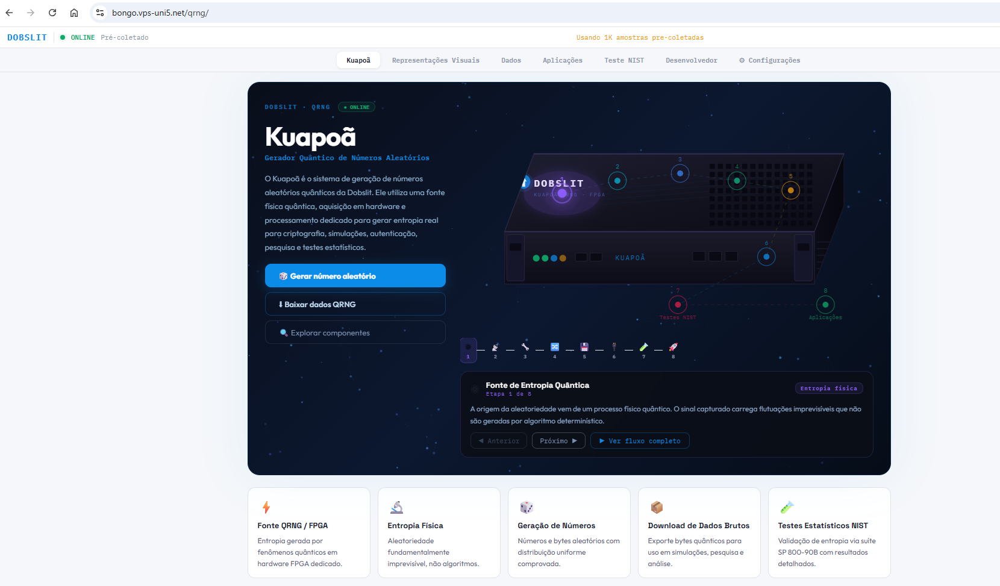 bongo.vps-uni5.net/qrng/
DOBSLIT
ONLINE Pré-coletado
Usando 1K amostras pre-coletadas
Kuapoã
Representações Visuais
Dados
Aplicações
Teste NIST
Desenvolvedor
⚙ Configurações
DOBSLIT · QRNG
● ONLINE
Kuapoã
Gerador Quântico de Números Aleatórios
O Kuapoã é o sistema de geração de números
aleatórios quânticos da Dobslit. Ele utiliza uma fonte
física quântica, aquisição em hardware e
processamento dedicado para gerar entropia real
para criptografia, simulações, autenticação,
pesquisa e testes estatísticos.
🎲 Gerar número aleatório
⬇ Baixar dados QRNG
🔍 Explorar componentes
1
2
3
4
5
DOBSLIT
KUAPOÃ QRNG · FPGA
KUAPOÃ
6
7
Testes NIST
8
Aplicações
1
2
3
4
5
6
7
8
Fonte de Entropia Quântica
Etapa 1 de 8
Entropia física
A origem da aleatoriedade vem de um processo físico quântico. O sinal capturado carrega flutuações imprevisíveis que não
são geradas por algoritmo determinístico.
◀ Anterior
Próximo ▶
▶ Ver fluxo completo
Fonte QRNG / FPGA
Entropia gerada por
fenômenos quânticos em
hardware FPGA dedicado.
Entropia Física
Aleatoriedade
fundamentalmente
imprevisível, não algoritmos.
Geração de Números
Números e bytes aleatórios com
distribuição uniforme
comprovada.
Download de Dados Brutos
Exporte bytes quânticos para
uso em simulações, pesquisa e
análise.
Testes Estatísticos NIST
Validação de entropia via suíte
SP 800-90B com resultados
detalhados.